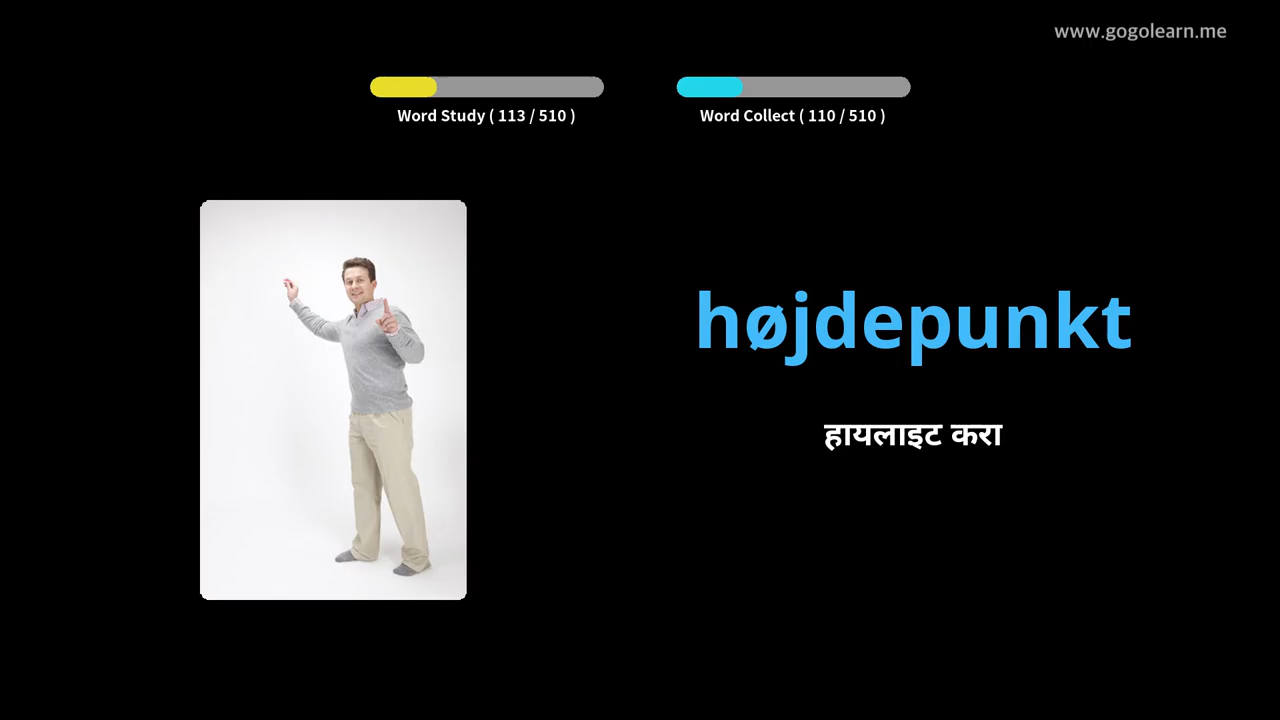 www.gogolearn.me
Word Study ( 113 / 510 )
Word Collect ( 110 / 510 )
højdepunkt
हायलाइट करा